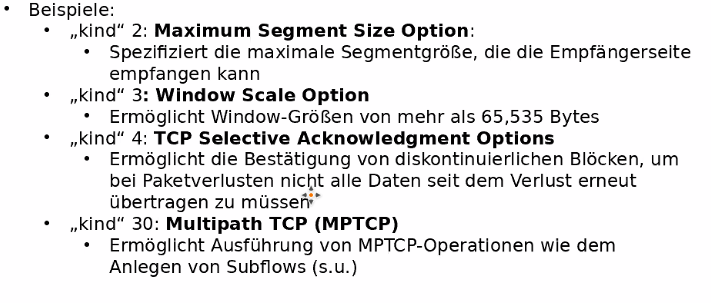 • Beispiele:
• „kind“ 2: Maximum Segment Size Option:
• Spezifiziert die maximale Segmentgröße, die die Empfängerseite
empfangen kann
• „kind“ 3: Window Scale Option
• Ermöglicht Window-Größen von mehr als 65,535 Bytes
• „kind“ 4: TCP Selective Acknowledgment Options
• Ermöglicht die Bestätigung von diskontinuierlichen Blöcken, um
bei Paketverlusten nicht alle Daten seit dem Verlust erneut
übertragen zu müssen
• „kind“ 30: Multipath TCP (MPTCP)
• Ermöglicht Ausführung von MPTCP-Operationen wie dem
Anlegen von Subflows (s.u.)